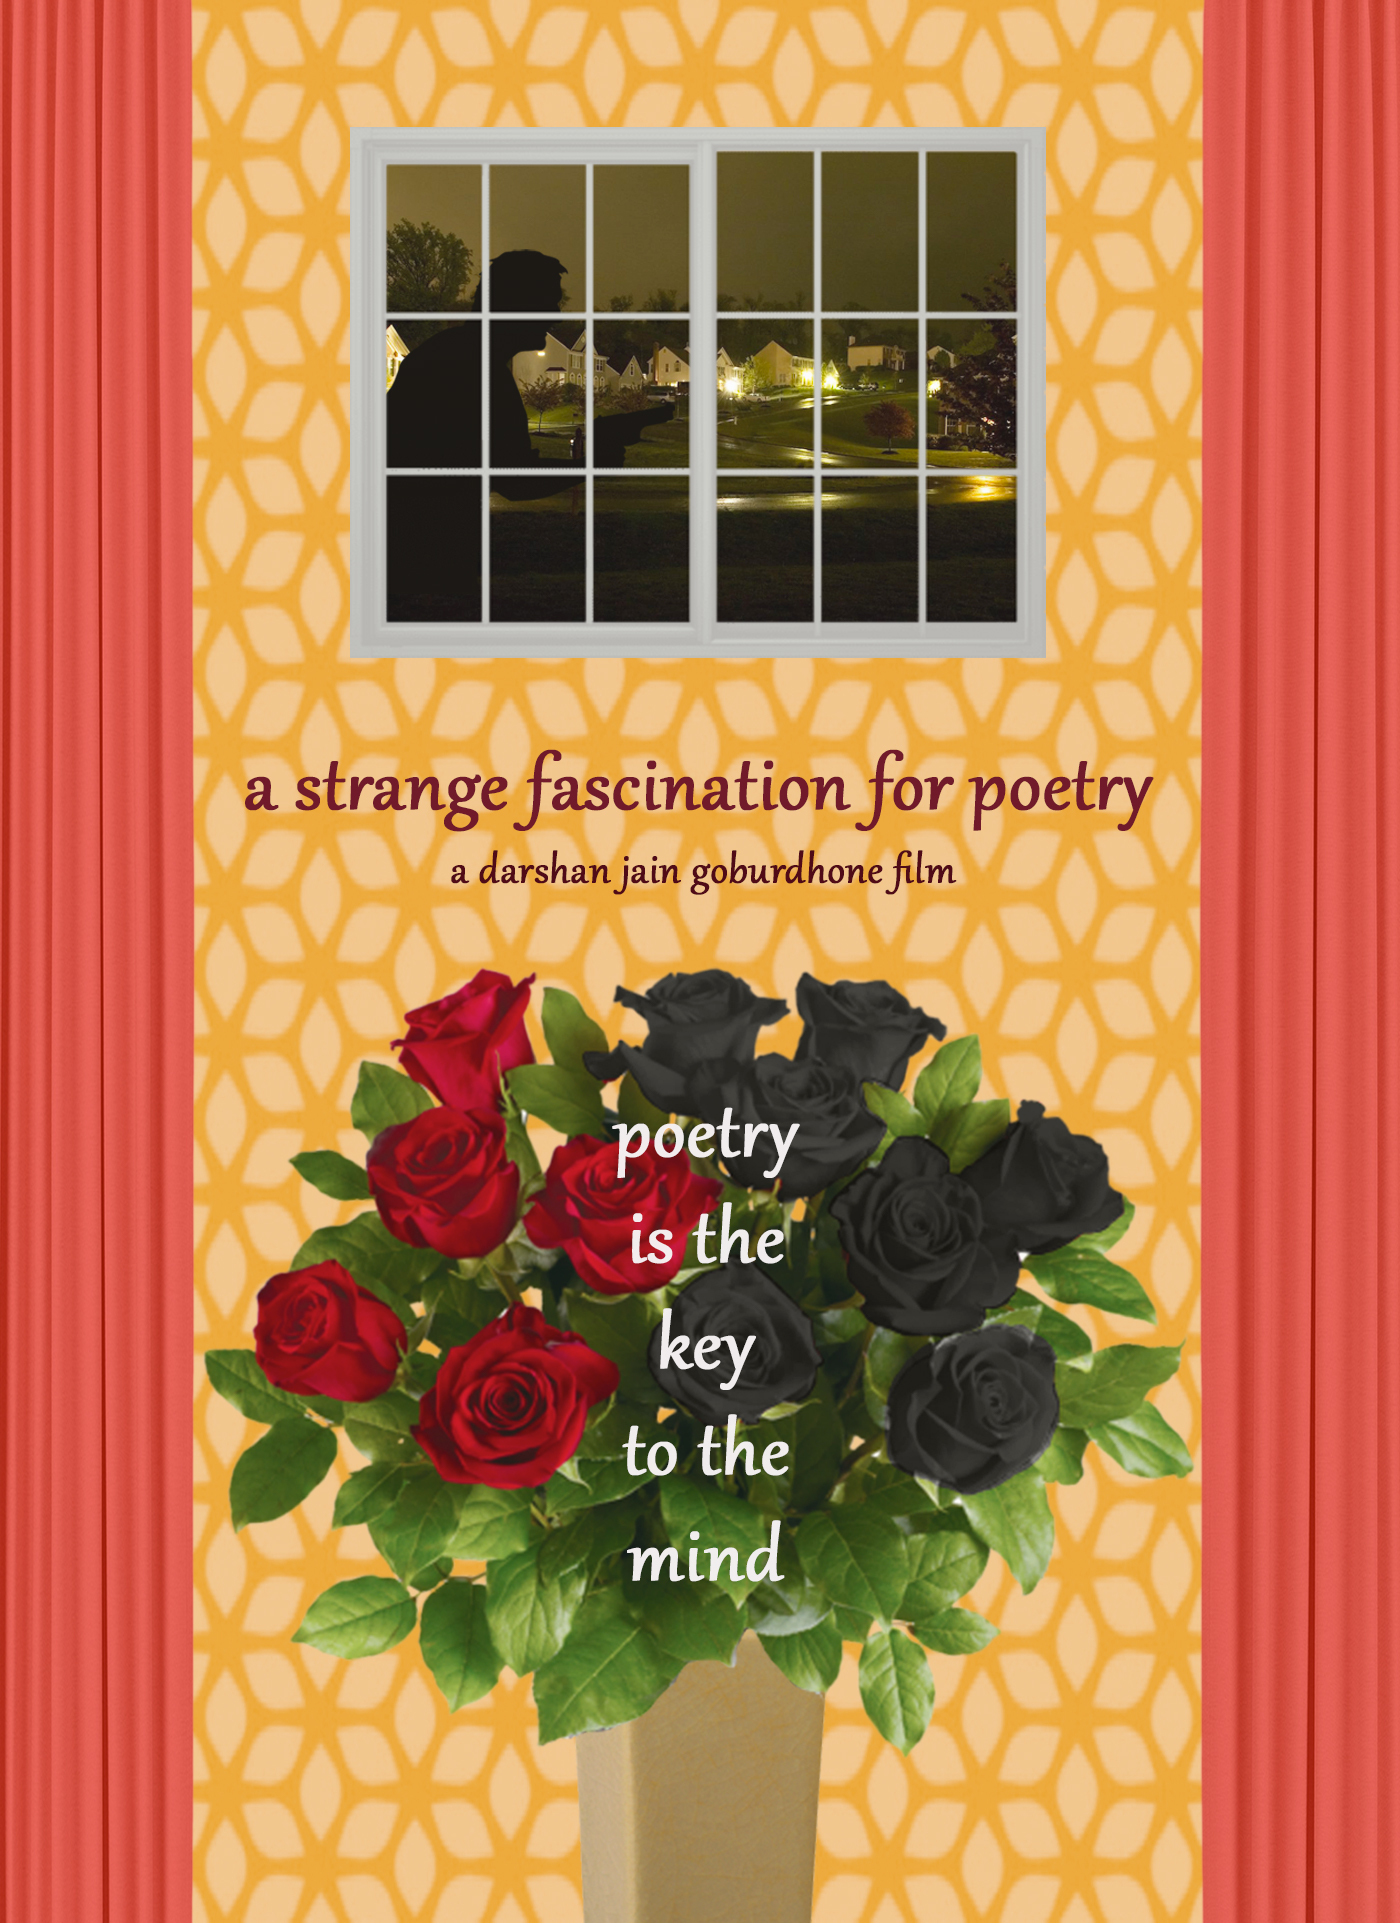 a strange fascination for poetry
a darshan jain goburdhone film
poetry
is the
key
to the
mind